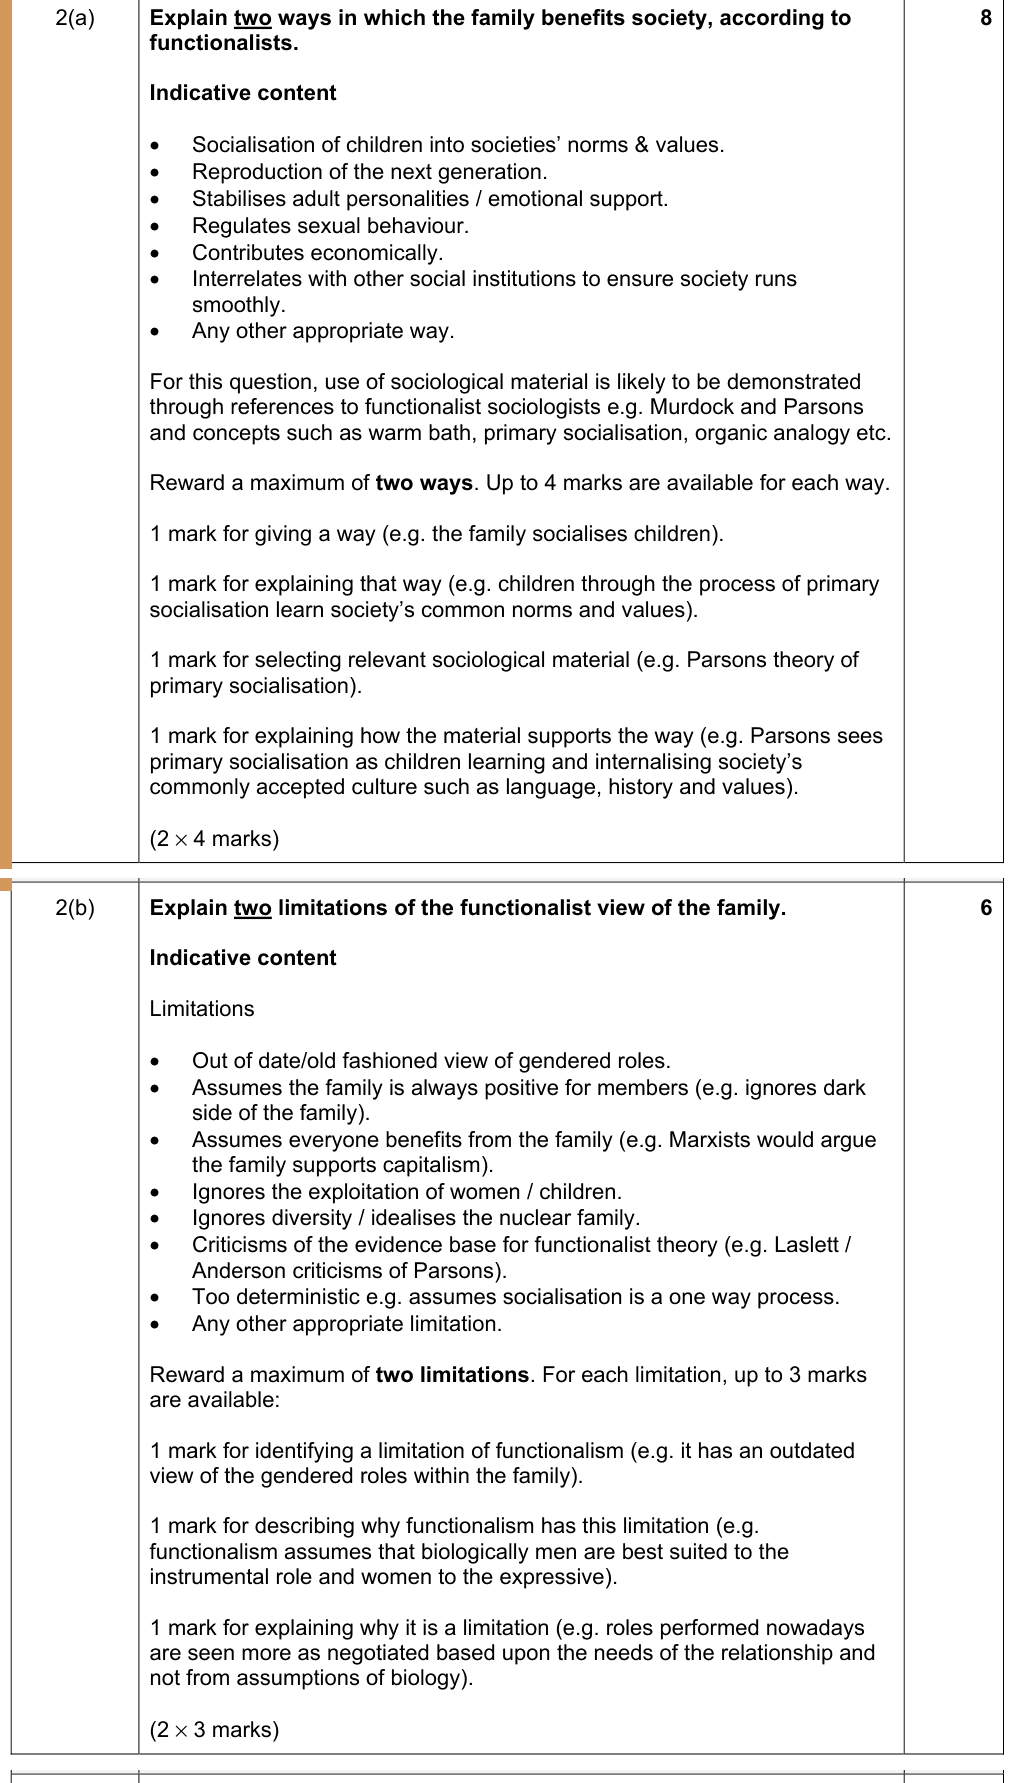 2(a)
Explain two ways in which the family benefits society, according to
8
functionalists.
Indicative content
• Socialisation of children into societies’ norms & values.
• Reproduction of the next generation.
• Stabilises adult personalities / emotional support.
• Regulates sexual behaviour.
• Contributes economically.
• Interrelates with other social institutions to ensure society runs
smoothly.
• Any other appropriate way.
For this question, use of sociological material is likely to be demonstrated
through references to functionalist sociologists e.g. Murdock and Parsons
and concepts such as warm bath, primary socialisation, organic analogy etc.
Reward a maximum of two ways. Up to 4 marks are available for each way.
1 mark for giving a way (e.g. the family socialises children).
1 mark for explaining that way (e.g. children through the process of primary
socialisation learn society’s common norms and values).
1 mark for selecting relevant sociological material (e.g. Parsons theory of
primary socialisation).
1 mark for explaining how the material supports the way (e.g. Parsons sees
primary socialisation as children learning and internalising society’s
commonly accepted culture such as language, history and values).
(2 × 4 marks)
2(b)
Explain two limitations of the functionalist view of the family.
6
Indicative content
Limitations
• Out of date/old fashioned view of gendered roles.
• Assumes the family is always positive for members (e.g. ignores dark
side of the family).
• Assumes everyone benefits from the family (e.g. Marxists would argue
the family supports capitalism).
• Ignores the exploitation of women / children.
• Ignores diversity / idealises the nuclear family.
• Criticisms of the evidence base for functionalist theory (e.g. Laslett /
Anderson criticisms of Parsons).
• Too deterministic e.g. assumes socialisation is a one way process.
• Any other appropriate limitation.
Reward a maximum of two limitations. For each limitation, up to 3 marks
are available:
1 mark for identifying a limitation of functionalism (e.g. it has an outdated
view of the gendered roles within the family).
1 mark for describing why functionalism has this limitation (e.g.
functionalism assumes that biologically men are best suited to the
instrumental role and women to the expressive).
1 mark for explaining why it is a limitation (e.g. roles performed nowadays
are seen more as negotiated based upon the needs of the relationship and
not from assumptions of biology).
(2 × 3 marks)